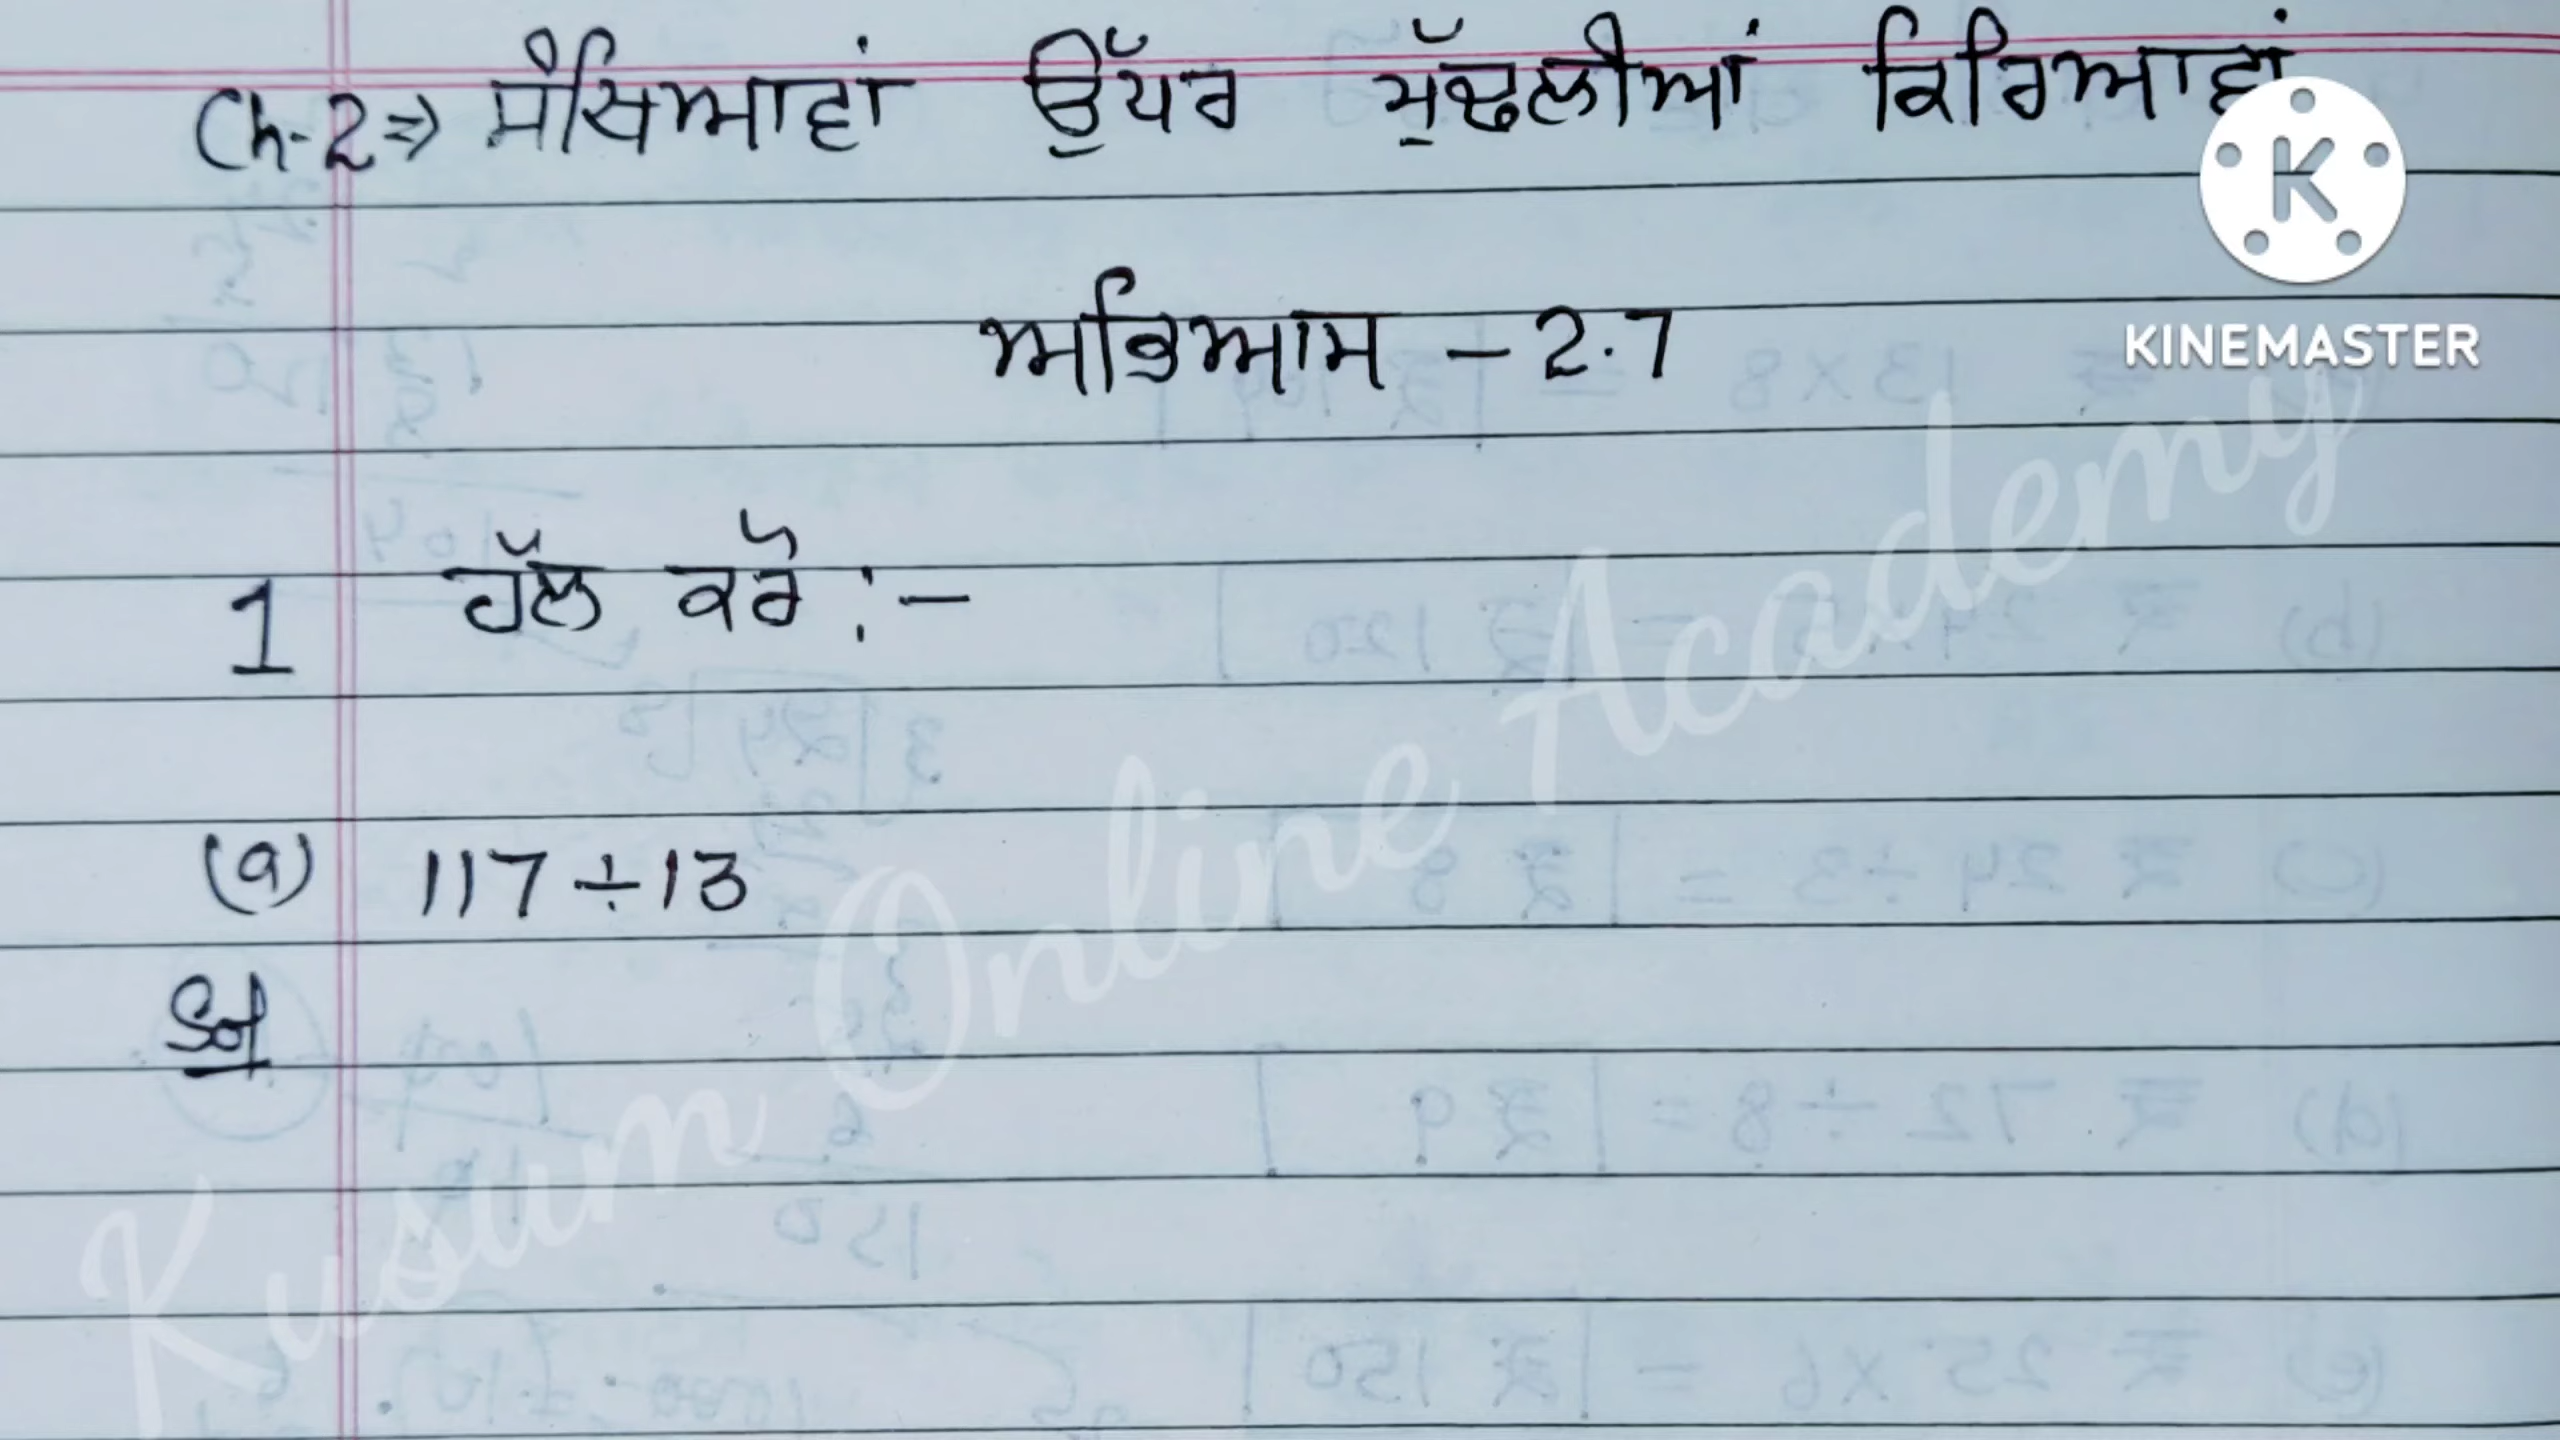 Ch-2⇒ ਸੰਖਿਆਵਾਂ ਉੱਪਰ ਮੁੱਢਲੀਆਂ ਕਿਰਿਆਵਾਂ
ਅਭਿਆਸ – 2.7
1 ਹੱਲ ਕਰੋ :–
(a) 117 ÷ 13
Sol
KINEMASTER
Kusum Online Academy